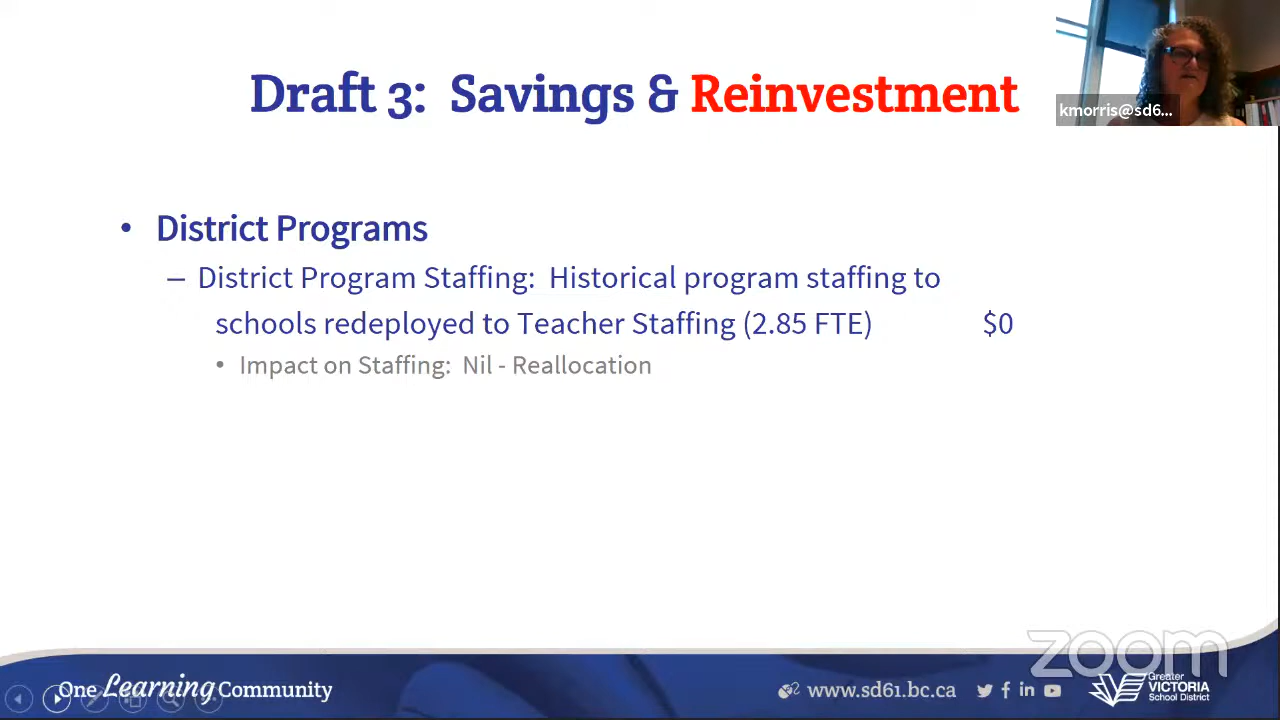 Draft 3: Savings & Reinvestment
kmorris@sd6...
• District Programs
– District Program Staffing: Historical program staffing to
schools redeployed to Teacher Staffing (2.85 FTE) $0
• Impact on Staffing: Nil - Reallocation
zoom
One Learning Community
www.sd61.bc.ca
Greater
VICTORIA
School District